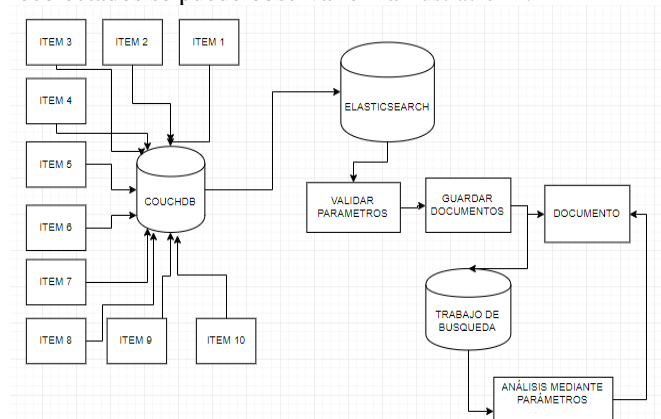 ITEM 3
ITEM 2
ITEM 1
ITEM 4
ITEM 5
ITEM 6
ITEM 7
ITEM 8
ITEM 9
ITEM 10
COUCHDB
ELASTICSEARCH
VALIDAR
PARAMETROS
GUARDAR
DOCUMENTOS
DOCUMENTO
TRABAJO DE
BUSQUEDA
ANÁLISIS MEDIANTE
PARÁMETROS